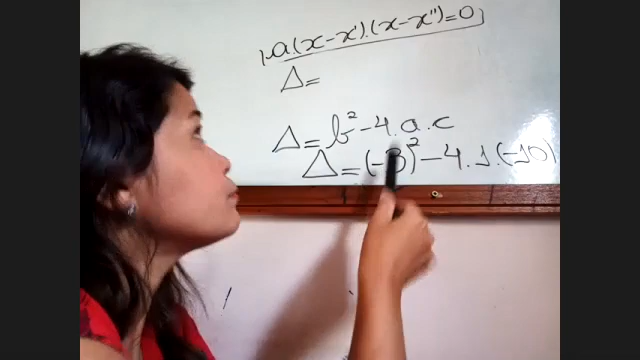 a(x-x').(x-x")=0
Δ=
Δ=b²-4.a.c
Δ=(-3)²-4.1.(-10)